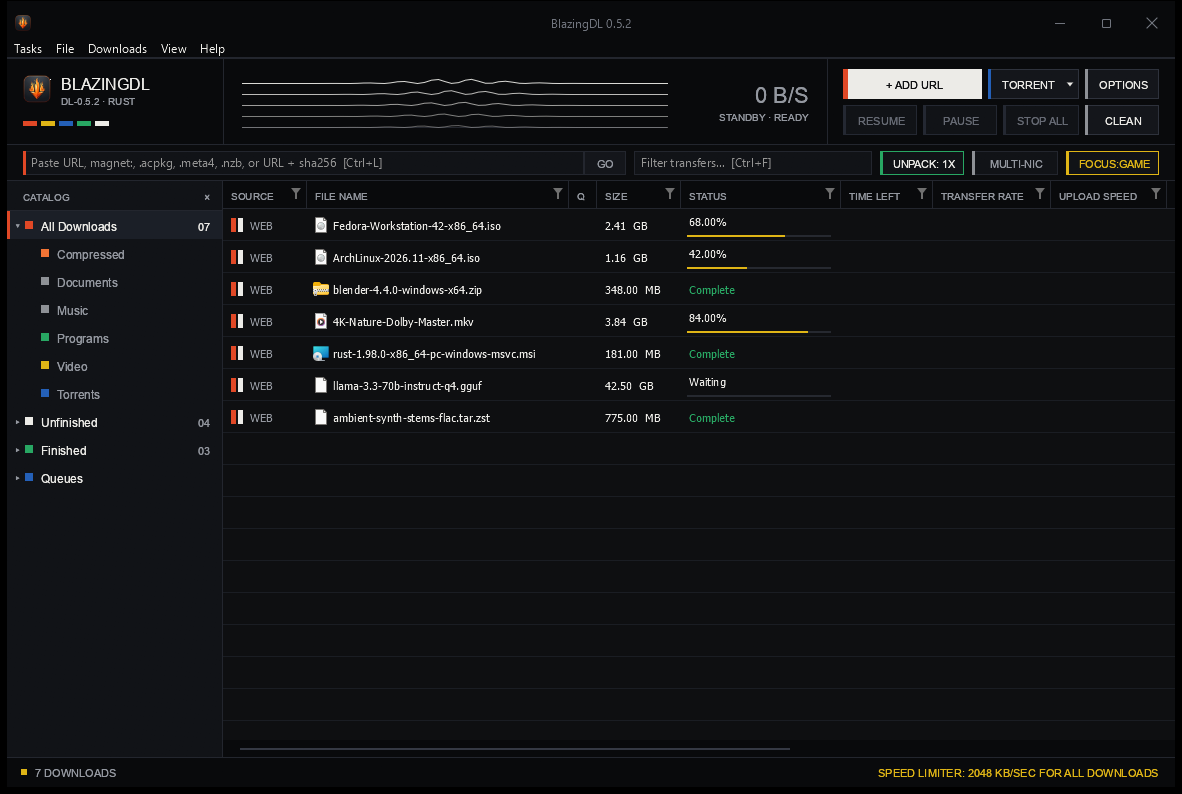 BlazingDL 0.5.2
Tasks File Downloads View Help
BLAZINGDL
DL-0.5.2 · RUST
0 B/S
STANDBY · READY
+ ADD URL TORRENT OPTIONS
RESUME PAUSE STOP ALL CLEAN
Paste URL, magnet:, .acpkg, .meta4, .nzb, or URL + sha256 [Ctrl+L] GO Filter transfers... [Ctrl+F] UNPACK: 1X MULTI-NIC FOCUS:GAME
CATALOG × SOURCE FILE NAME Q SIZE STATUS TIME LEFT TRANSFER RATE UPLOAD SPEED
All Downloads 07
Compressed
Documents
Music
Programs
Video
Torrents
Unfinished 04
Finished 03
Queues
WEB Fedora-Workstation-42-x86_64.iso 2.41 GB 68.00%
WEB ArchLinux-2026.11-x86_64.iso 1.16 GB 42.00%
WEB blender-4.4.0-windows-x64.zip 348.00 MB Complete
WEB 4K-Nature-Dolby-Master.mkv 3.84 GB 84.00%
WEB rust-1.98.0-x86_64-pc-windows-msvc.msi 181.00 MB Complete
WEB llama-3.3-70b-instruct-q4.gguf 42.50 GB Waiting
WEB ambient-synth-stems-flac.tar.zst 775.00 MB Complete
7 DOWNLOADS SPEED LIMITER: 2048 KB/SEC FOR ALL DOWNLOADS